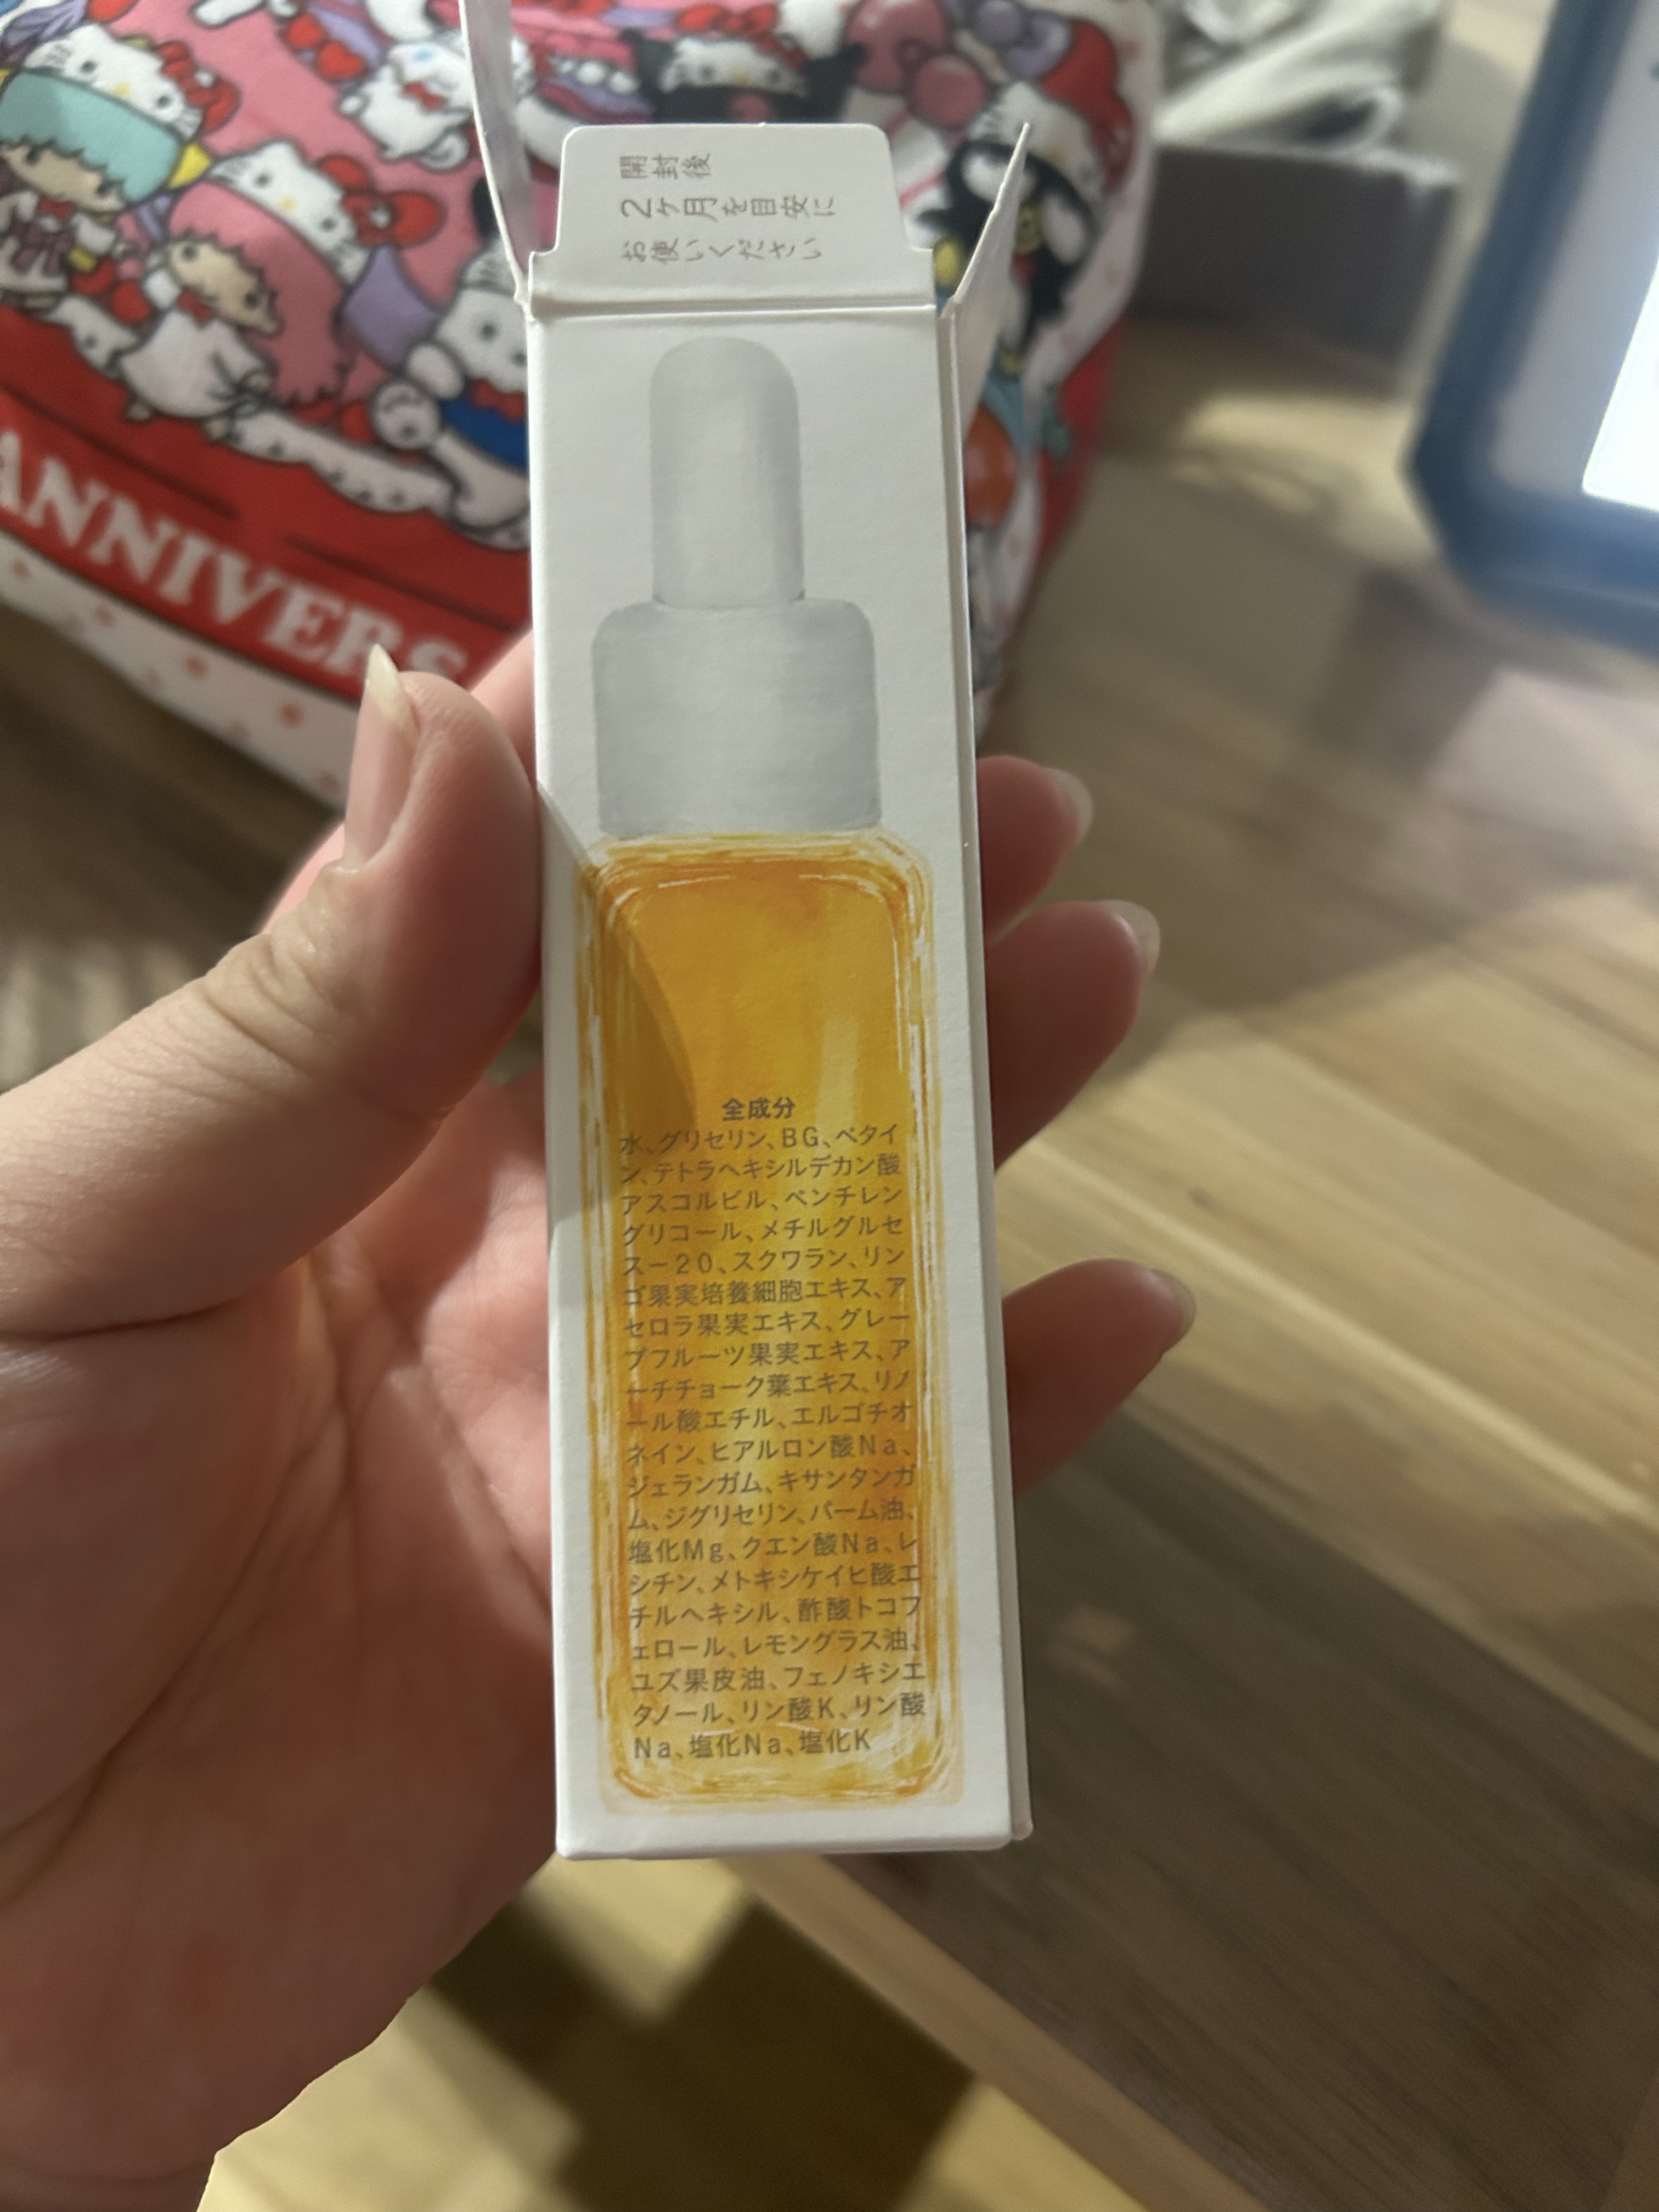 開封後
2ヶ月を目安に
お使いください
ANNIVERS
全成分
水、グリセリン、BG、ベタイ
ン、テトラヘキシルデカン酸
アスコルビル、ペンチレン
グリコール、メチルグルセ
スー20、スクワラン、リン
ゴ果実培養細胞エキス、ア
セロラ果実エキス、グレー
プフルーツ果実エキス、ア
ーチチョーク葉エキス、リノ
ール酸エチル、エルゴチオ
ネイン、ヒアルロン酸Na、
ジェランガム、キサンタンガ
ム、ジグリセリン、パーム油、
塩化Mg、クエン酸Na、レ
シチン、メトキシケイヒ酸エ
チルヘキシル、酢酸トコフ
ェロール、レモングラス油、
ユズ果皮油、フェノキシエ
タノール、リン酸K、リン酸
Na、塩化Na、塩化K